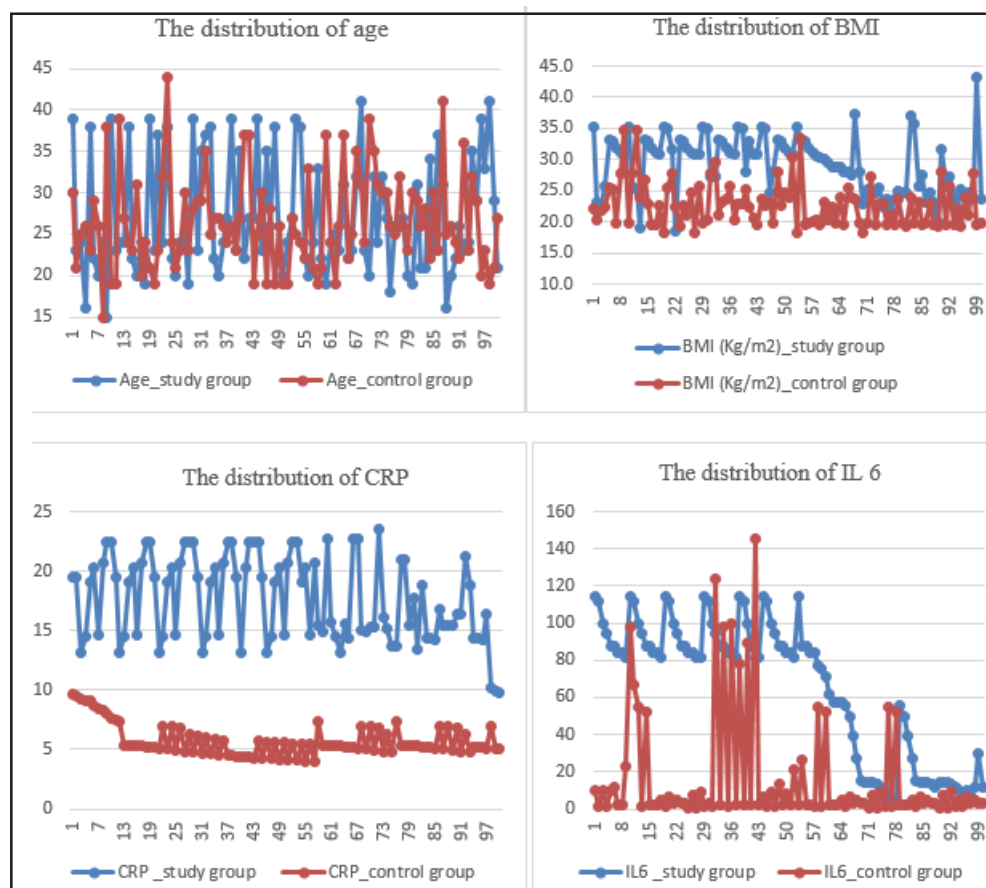 The distribution of age
45
40
35
30
25
20
15
1 7 13 19 25 31 37 43 49 55 61 67 73 79 85 91 97
Age_study group Age_control group
The distribution of BMI
45.0
40.0
35.0
30.0
25.0
20.0
15.0
10.0
1 8 15 22 29 36 43 50 57 64 71 78 85 92 99
BMI (Kg/m2)_study group
BMI (Kg/m2)_control group
The distribution of CRP
25
20
15
10
5
0
1 7 13 19 25 31 37 43 49 55 61 67 73 79 85 91 97
CRP _study group CRP_control group
The distribution of IL 6
160
140
120
100
80
60
40
20
0
1 8 15 22 29 36 43 50 57 64 71 78 85 92 99
IL6 _study group IL6_control group